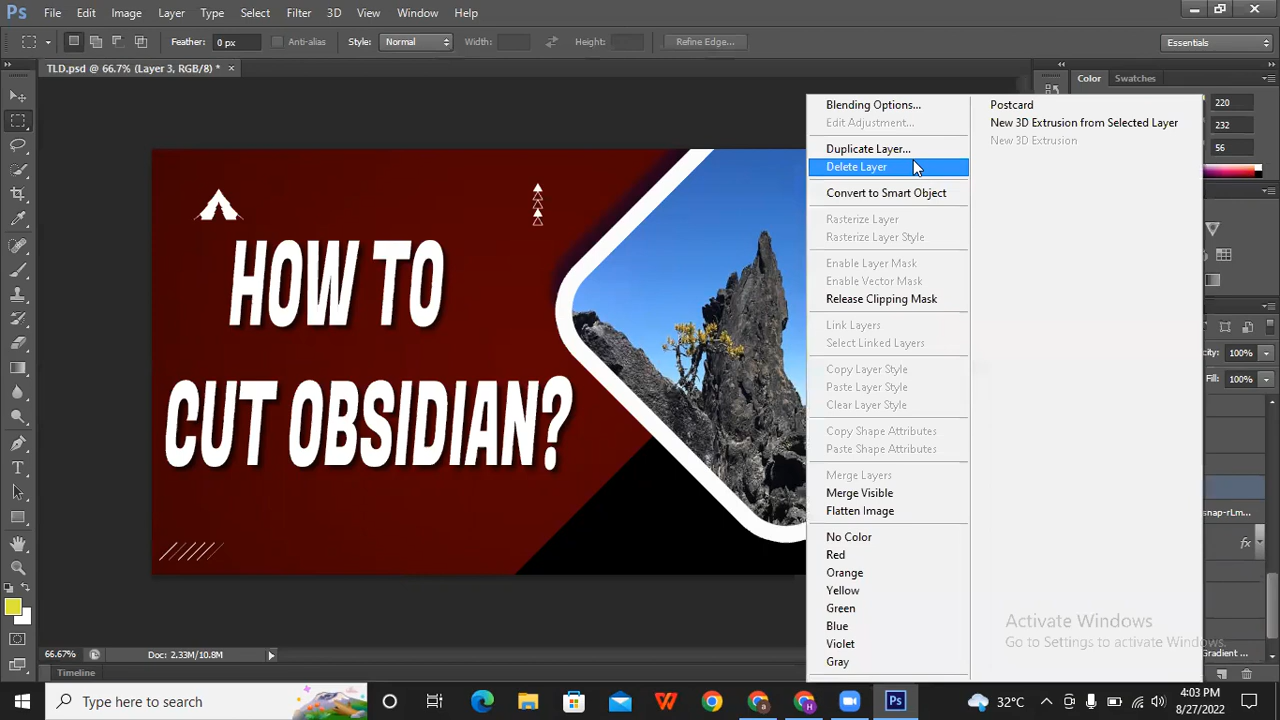 Ps File Edit Image Layer Type Select Filter 3D View Window Help
Feather: 0 px Anti-alias Style: Normal Width: Height: Refine Edge... Essentials
TLD.psd @ 66.7% (Layer 3, RGB/8) * × Color Swatches
220
232
56
HOW TO
CUT OBSIDIAN?
Blending Options...
Edit Adjustment...
Duplicate Layer...
Delete Layer
Convert to Smart Object
Rasterize Layer
Rasterize Layer Style
Enable Layer Mask
Enable Vector Mask
Release Clipping Mask
Link Layers
Select Linked Layers
Copy Layer Style
Paste Layer Style
Clear Layer Style
Copy Shape Attributes
Paste Shape Attributes
Merge Layers
Merge Visible
Flatten Image
No Color
Red
Orange
Yellow
Green
Blue
Violet
Gray
Postcard
New 3D Extrusion from Selected Layer
New 3D Extrusion
100%
Fill: 100%
fx
Gradient ...
Activate Windows
Go to Settings to activate Windows.
66.67% Doc: 2.33M/10.8M
Timeline
Type here to search
32°C
4:03 PM
8/27/2022